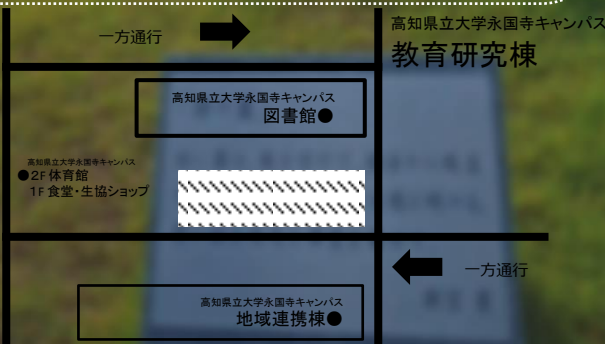 一方通行
高知県立大学永国寺キャンパス
教育研究棟
高知県立大学永国寺キャンパス
図書館●
高知県立大学永国寺キャンパス
●2F 体育館
1F 食堂・生協ショップ
一方通行
高知県立大学永国寺キャンパス
地域連携棟●